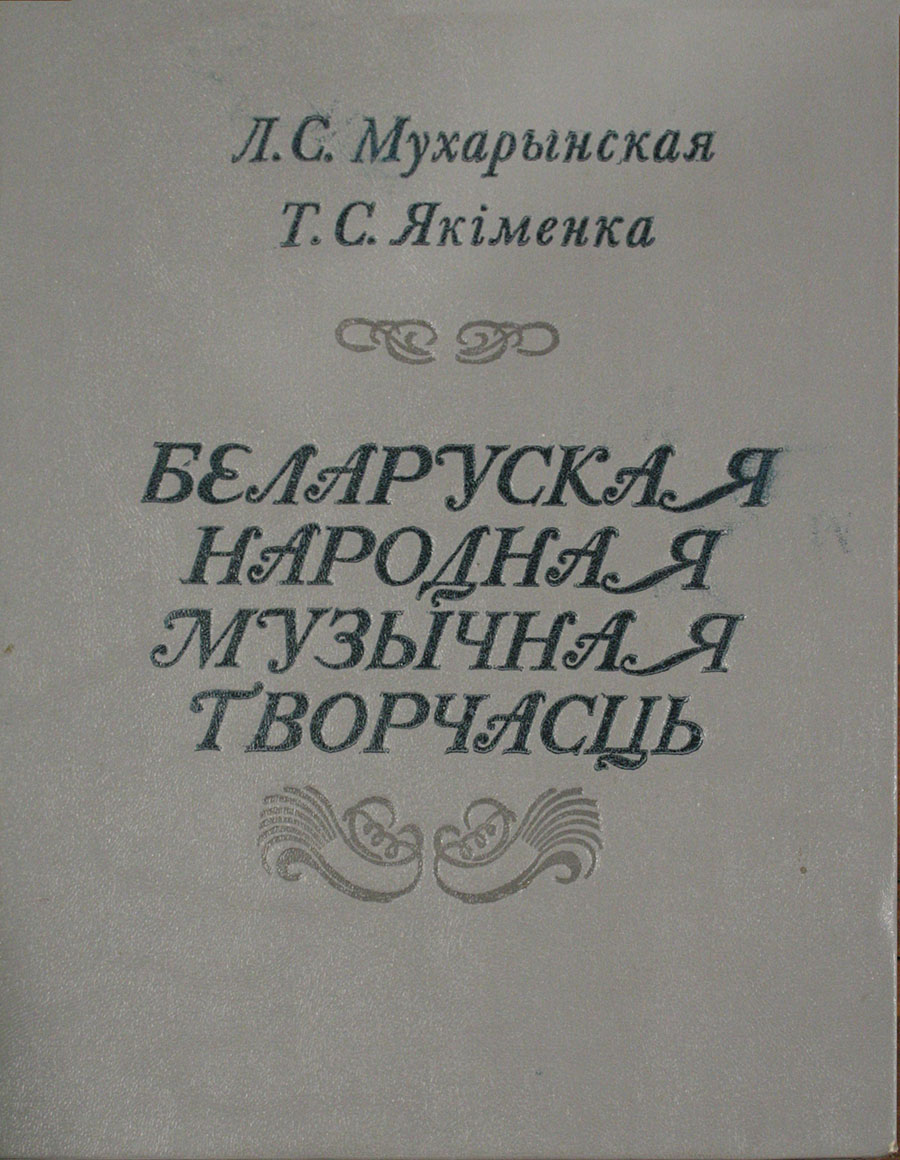 Л.С. Мухарынская
Т.С. Якіменка
БЕЛАРУСКАЯ
НАРОДНАЯ
МУЗЫЧНАЯ
ТВОРЧАСЦЬ